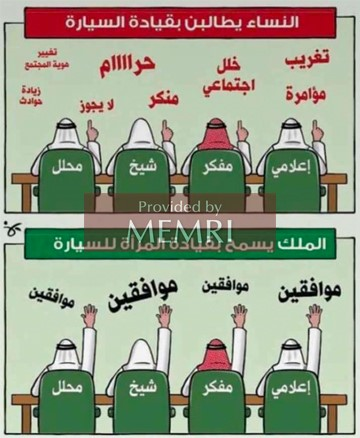 النساء يطالبن بقيادة السيارة
تغريب
مؤامرة
خلل
اجتماعي
حراااام
منكر
لا يجوز
تغيير
هوية المجتمع
زيادة
حوادث
إعلامي
مفكر
شيخ
محلل
Provided by
MEMRI
الملك يسمح بقيادة المرأة للسيارة
موافقين
موافقين
موافقين
موافقين
إعلامي
مفكر
شيخ
محلل